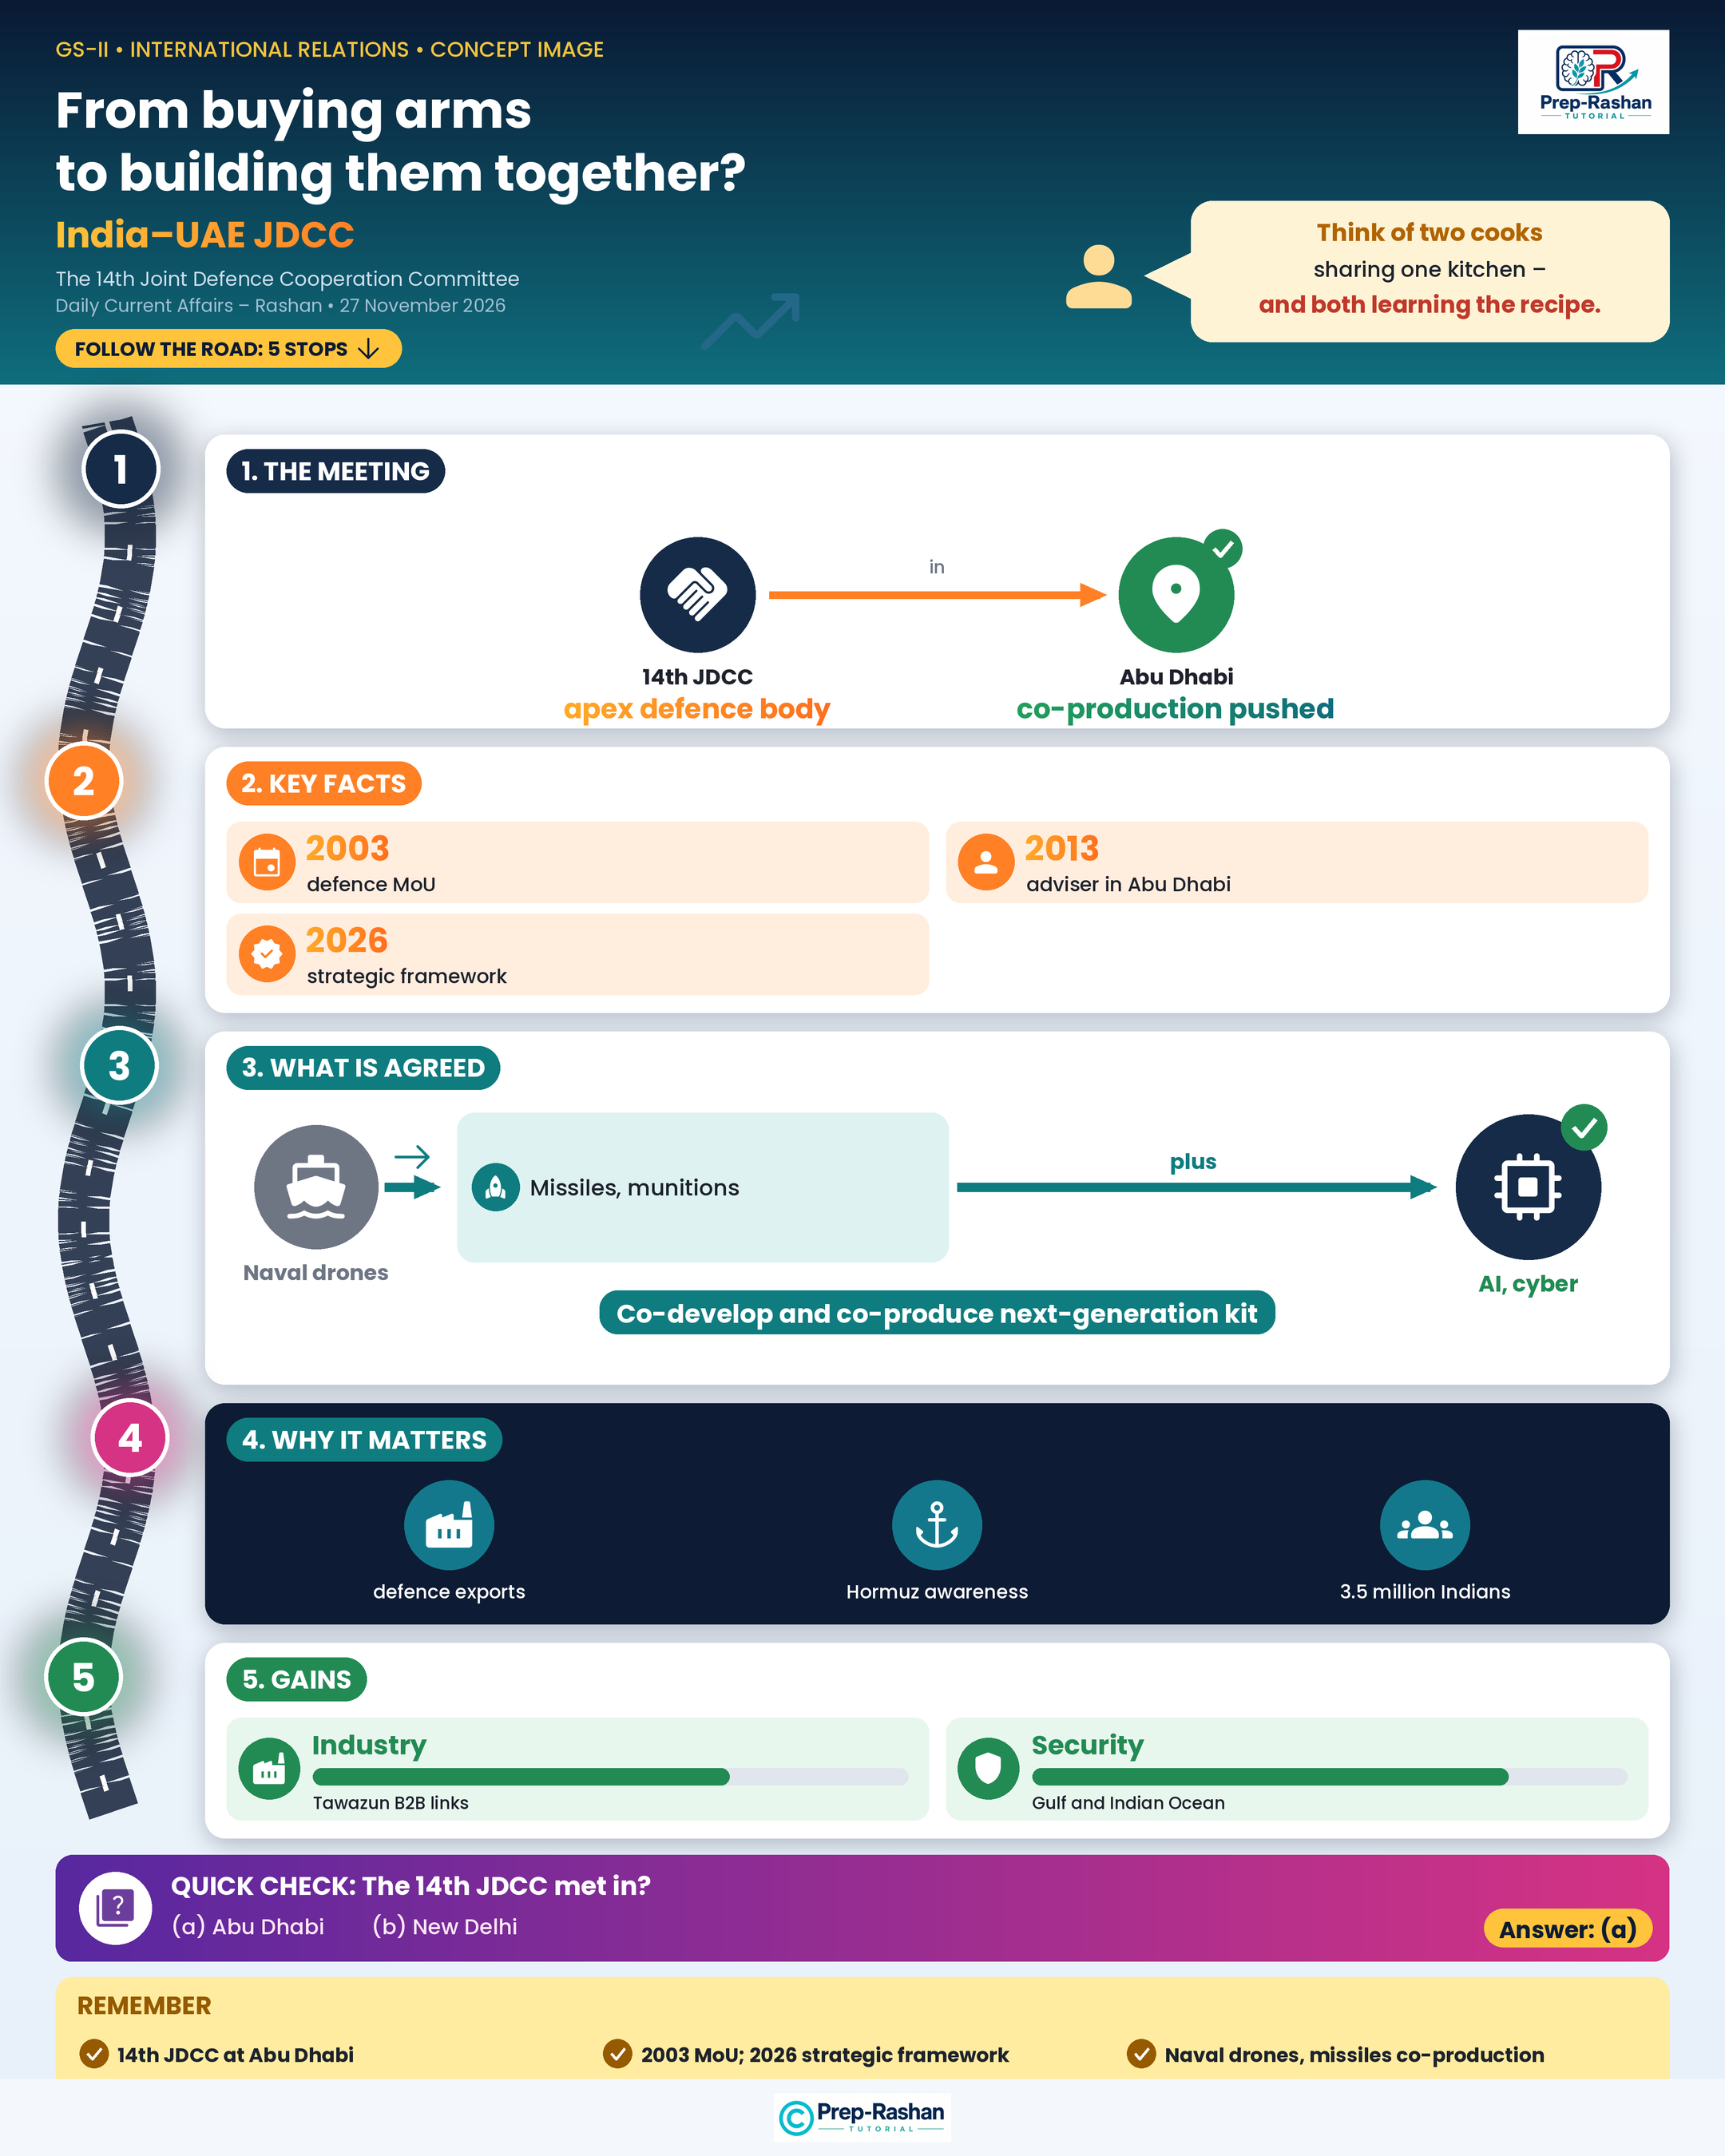 GS-II • INTERNATIONAL RELATIONS • CONCEPT IMAGE
From buying arms
to building them together?
India–UAE JDCC
The 14th Joint Defence Cooperation Committee
Daily Current Affairs – Rashan • 27 November 2026
FOLLOW THE ROAD: 5 STOPS
Prep-Rashan
TUTORIAL
Think of two cooks
sharing one kitchen –
and both learning the recipe.
1
1. THE MEETING
in
14th JDCC
apex defence body
Abu Dhabi
co-production pushed
2
2. KEY FACTS
2003
defence MoU
2013
adviser in Abu Dhabi
2026
strategic framework
3
3. WHAT IS AGREED
Naval drones
Missiles, munitions
plus
AI, cyber
Co-develop and co-produce next-generation kit
4
4. WHY IT MATTERS
defence exports
Hormuz awareness
3.5 million Indians
5
5. GAINS
Industry
Tawazun B2B links
Security
Gulf and Indian Ocean
QUICK CHECK: The 14th JDCC met in?
(a) Abu Dhabi (b) New Delhi
Answer: (a)
REMEMBER
14th JDCC at Abu Dhabi
2003 MoU; 2026 strategic framework
Naval drones, missiles co-production
© Prep-Rashan
TUTORIAL